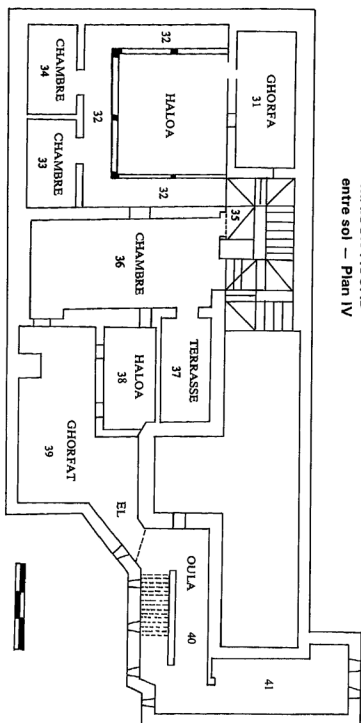 entre sol — Plan IV
GHORFA
31
32
HALOA
32
32
CHAMBRE
34
CHAMBRE
33
35
CHAMBRE
36
TERRASSE
37
HALOA
38
GHORFAT
39
EL
OULA
40
41